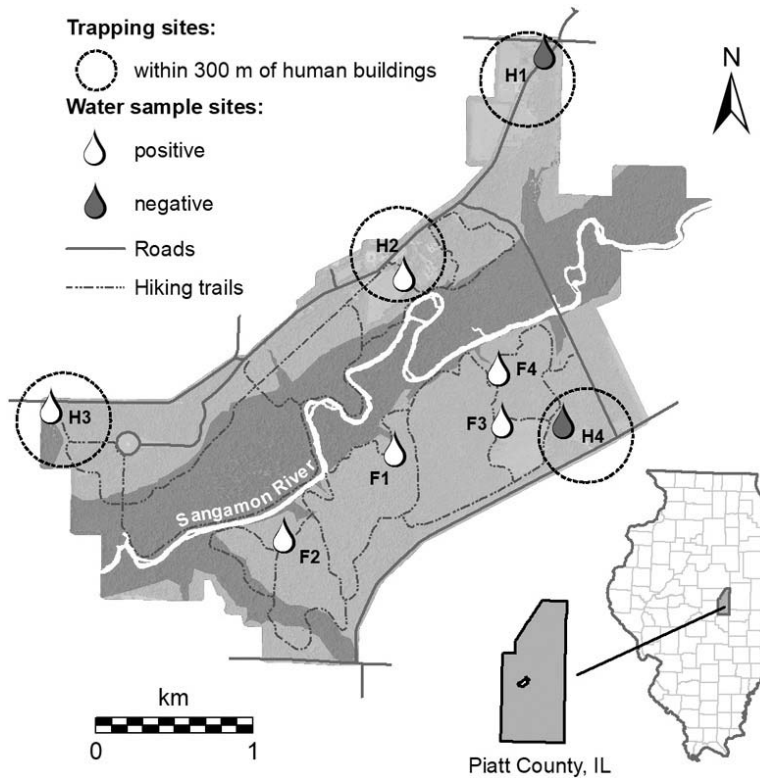 Trapping sites:
within 300 m of human buildings
Water sample sites:
positive
negative
Roads
Hiking trails
N
H1
H2
H3
H4
F4
F3
F1
F2
Sangamon River
km
0 1
Piatt County, IL